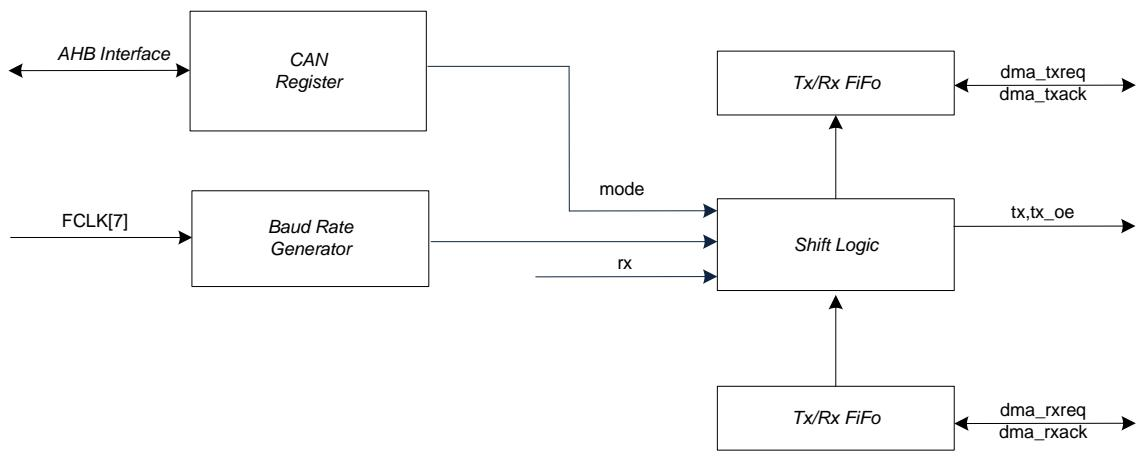 AHB Interface
CAN
Register
Tx/Rx FiFo
dma_txreq
dma_txack
mode
FCLK[7]
Baud Rate
Generator
rx
Shift Logic
tx,tx_oe
Tx/Rx FiFo
dma_rxreq
dma_rxack